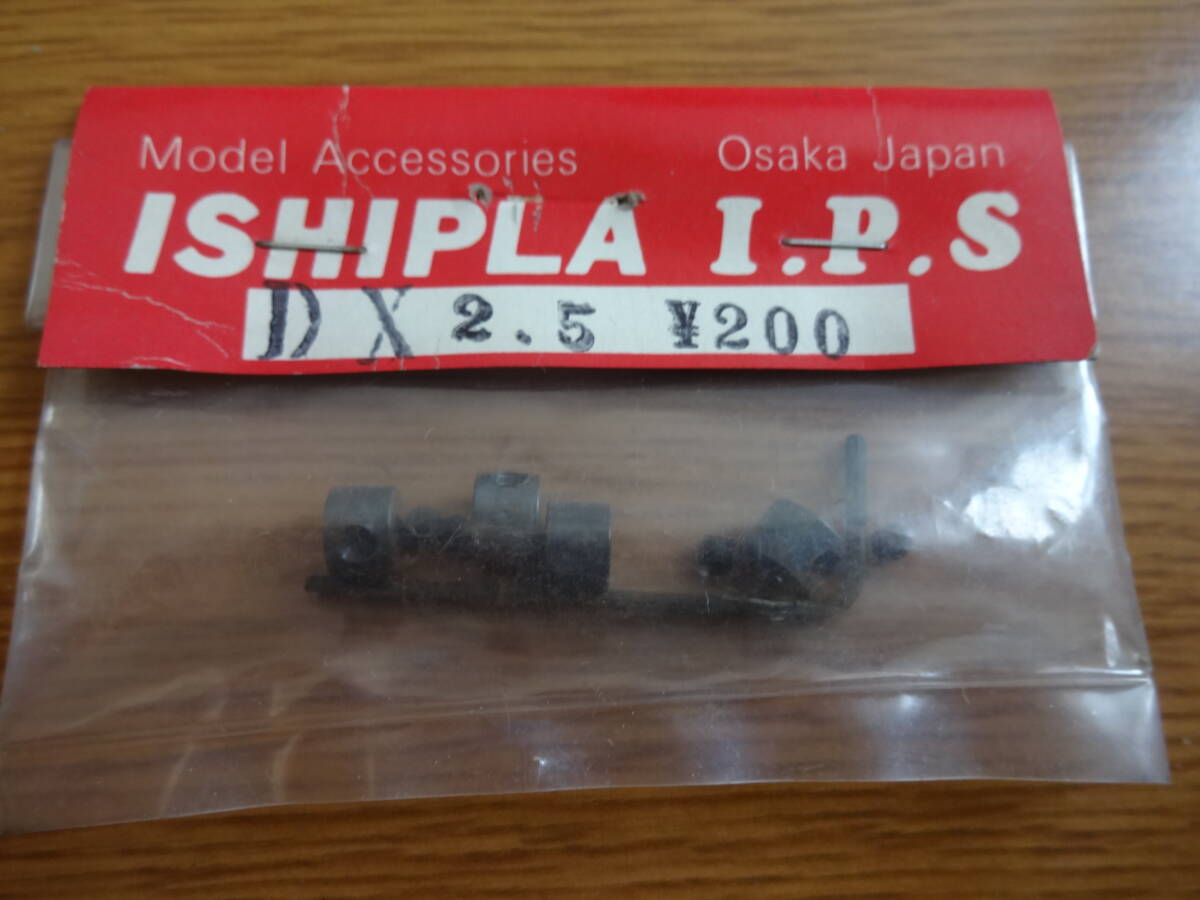 Model Accessories Osaka Japan
ISHIPLA I.P.S
DX 2.5 ¥200